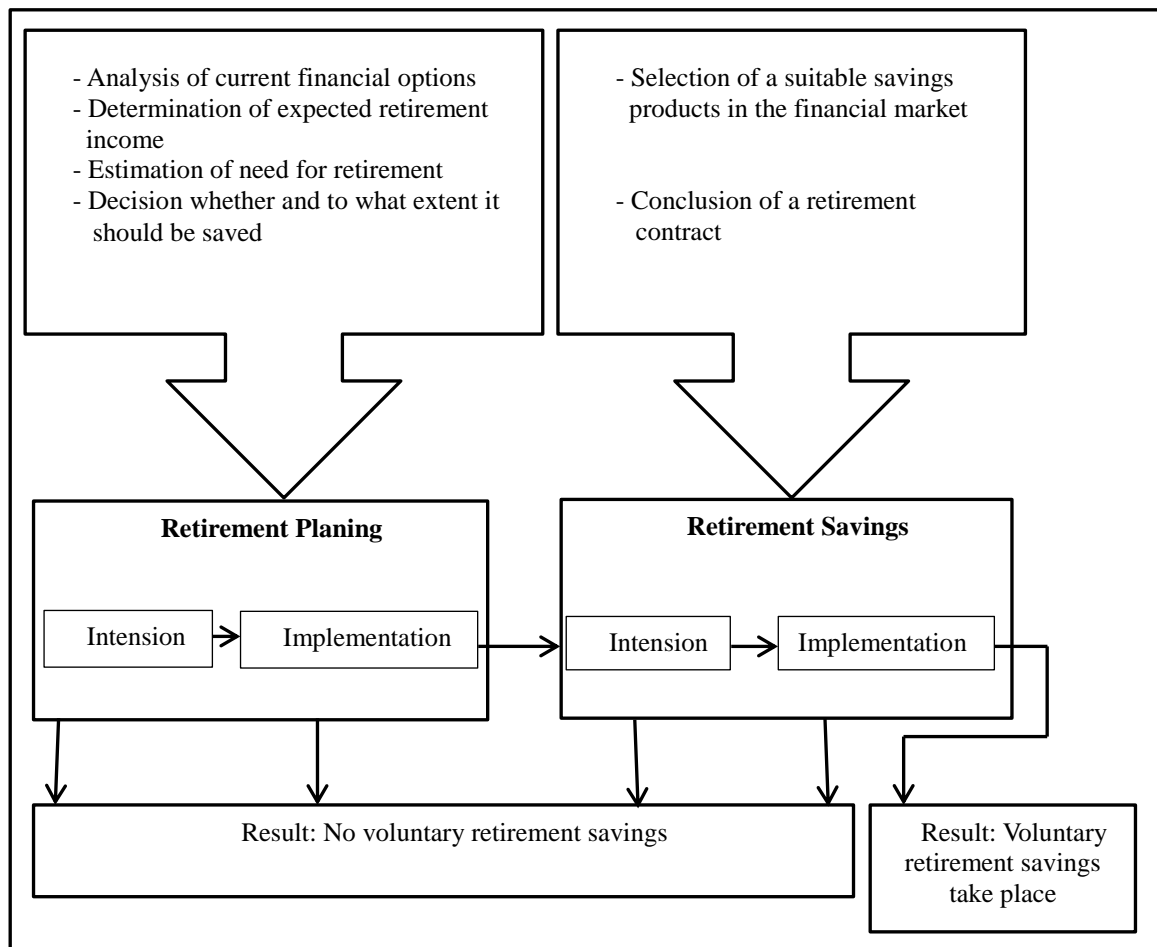 - Analysis of current financial options
- Determination of expected retirement
income
- Estimation of need for retirement
- Decision whether and to what extent it
should be saved
- Selection of a suitable savings
products in the financial market
- Conclusion of a retirement
contract
Retirement Planing
Intension
Implementation
Retirement Savings
Intension
Implementation
Result: No voluntary retirement savings
Result: Voluntary
retirement savings
take place